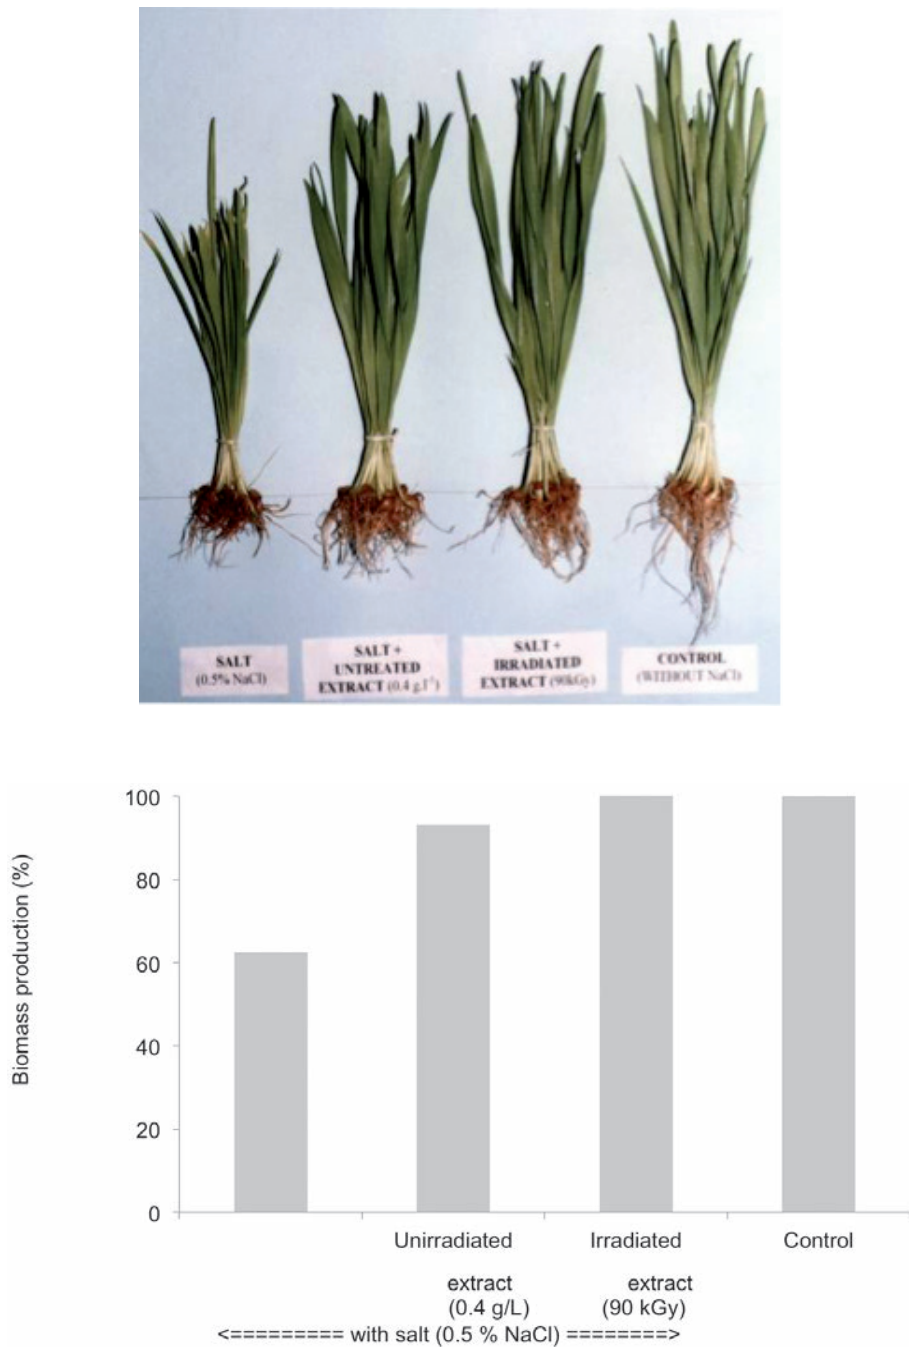 SALT
(0.5% NaCl)
SALT +
UNTREATED
EXTRACT (0.4 g.l⁻¹)
SALT +
IRRADIATED
EXTRACT (90kGy)
CONTROL
(WITHOUT NaCl)
Biomass production (%)
100
80
60
40
20
0
Unirradiated
extract
(0.4 g/L)
Irradiated
extract
(90 kGy)
Control
<========= with salt (0.5 % NaCl) ========>